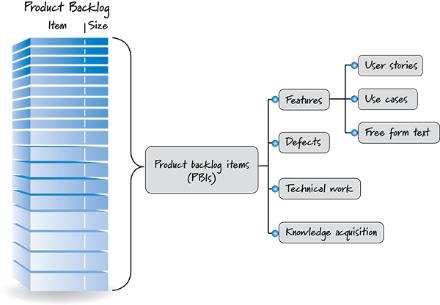 Product Backlog
Item Size
User stories
Features
Use cases
Free form text
Defects
Product backlog items
(PBIs)
Technical work
Knowledge acquisition